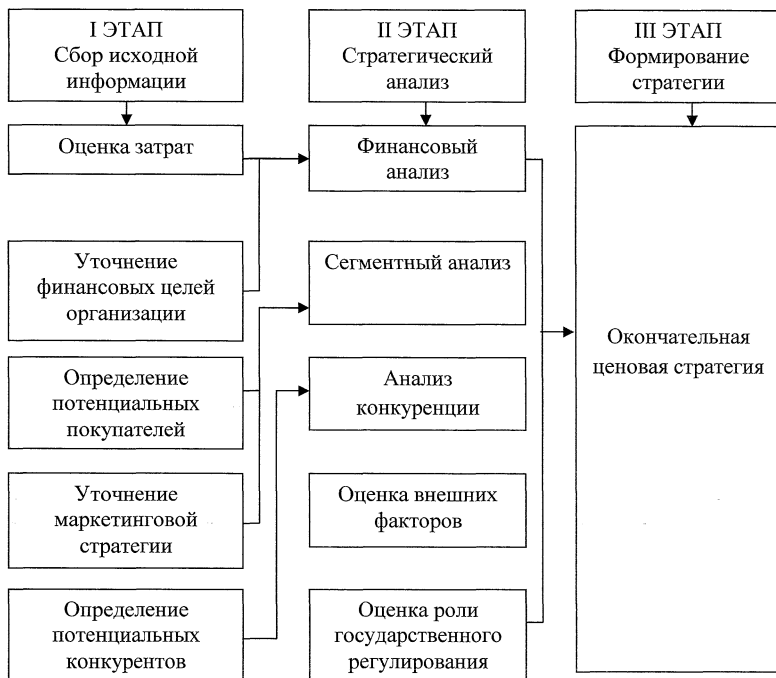 I ЭТАП
Сбор исходной
информации
II ЭТАП
Стратегический
анализ
III ЭТАП
Формирование
стратегии
Оценка затрат
Финансовый
анализ
Уточнение
финансовых целей
организации
Сегментный анализ
Окончательная
ценовая стратегия
Определение
потенциальных
покупателей
Анализ
конкуренции
Уточнение
маркетинговой
стратегии
Оценка внешних
факторов
Определение
потенциальных
конкурентов
Оценка роли
государственного
регулирования